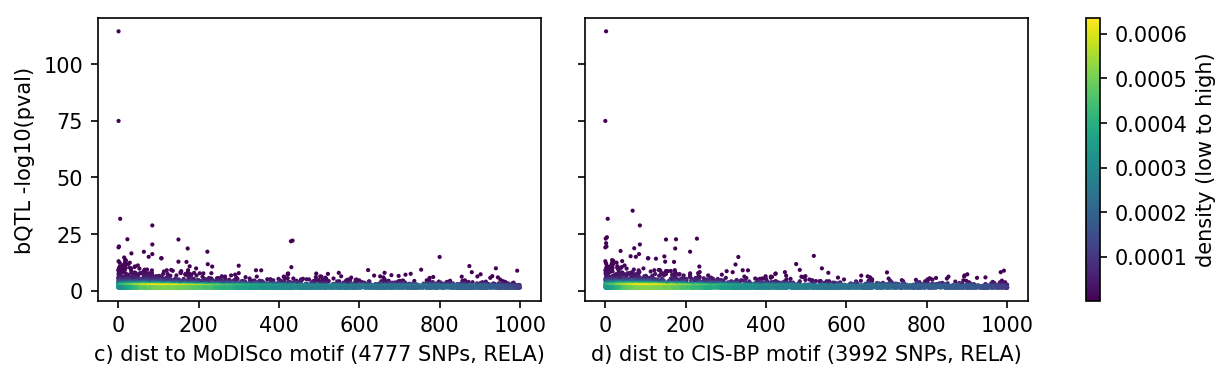 bQTL -log10(pval)
100
75
50
25
0
0 200 400 600 800 1000
c) dist to MoDISco motif (4777 SNPs, RELA)
0 200 400 600 800 1000
d) dist to CIS-BP motif (3992 SNPs, RELA)
0.0006
0.0005
0.0004
0.0003
0.0002
0.0001
density (low to high)